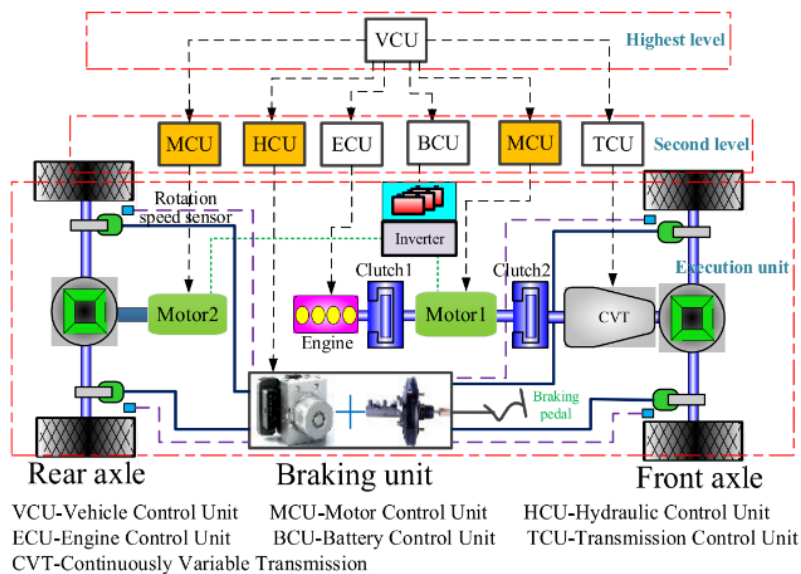 VCU
Highest level
MCU
HCU
ECU
BCU
MCU
TCU
Second level
Rotation
speed sensor
Inverter
Execution unit
Clutch1
Clutch2
Motor2
Engine
Motor1
CVT
Braking
pedal
Rear axle
Braking unit
Front axle
VCU-Vehicle Control Unit MCU-Motor Control Unit HCU-Hydraulic Control Unit
ECU-Engine Control Unit BCU-Battery Control Unit TCU-Transmission Control Unit
CVT-Continuously Variable Transmission